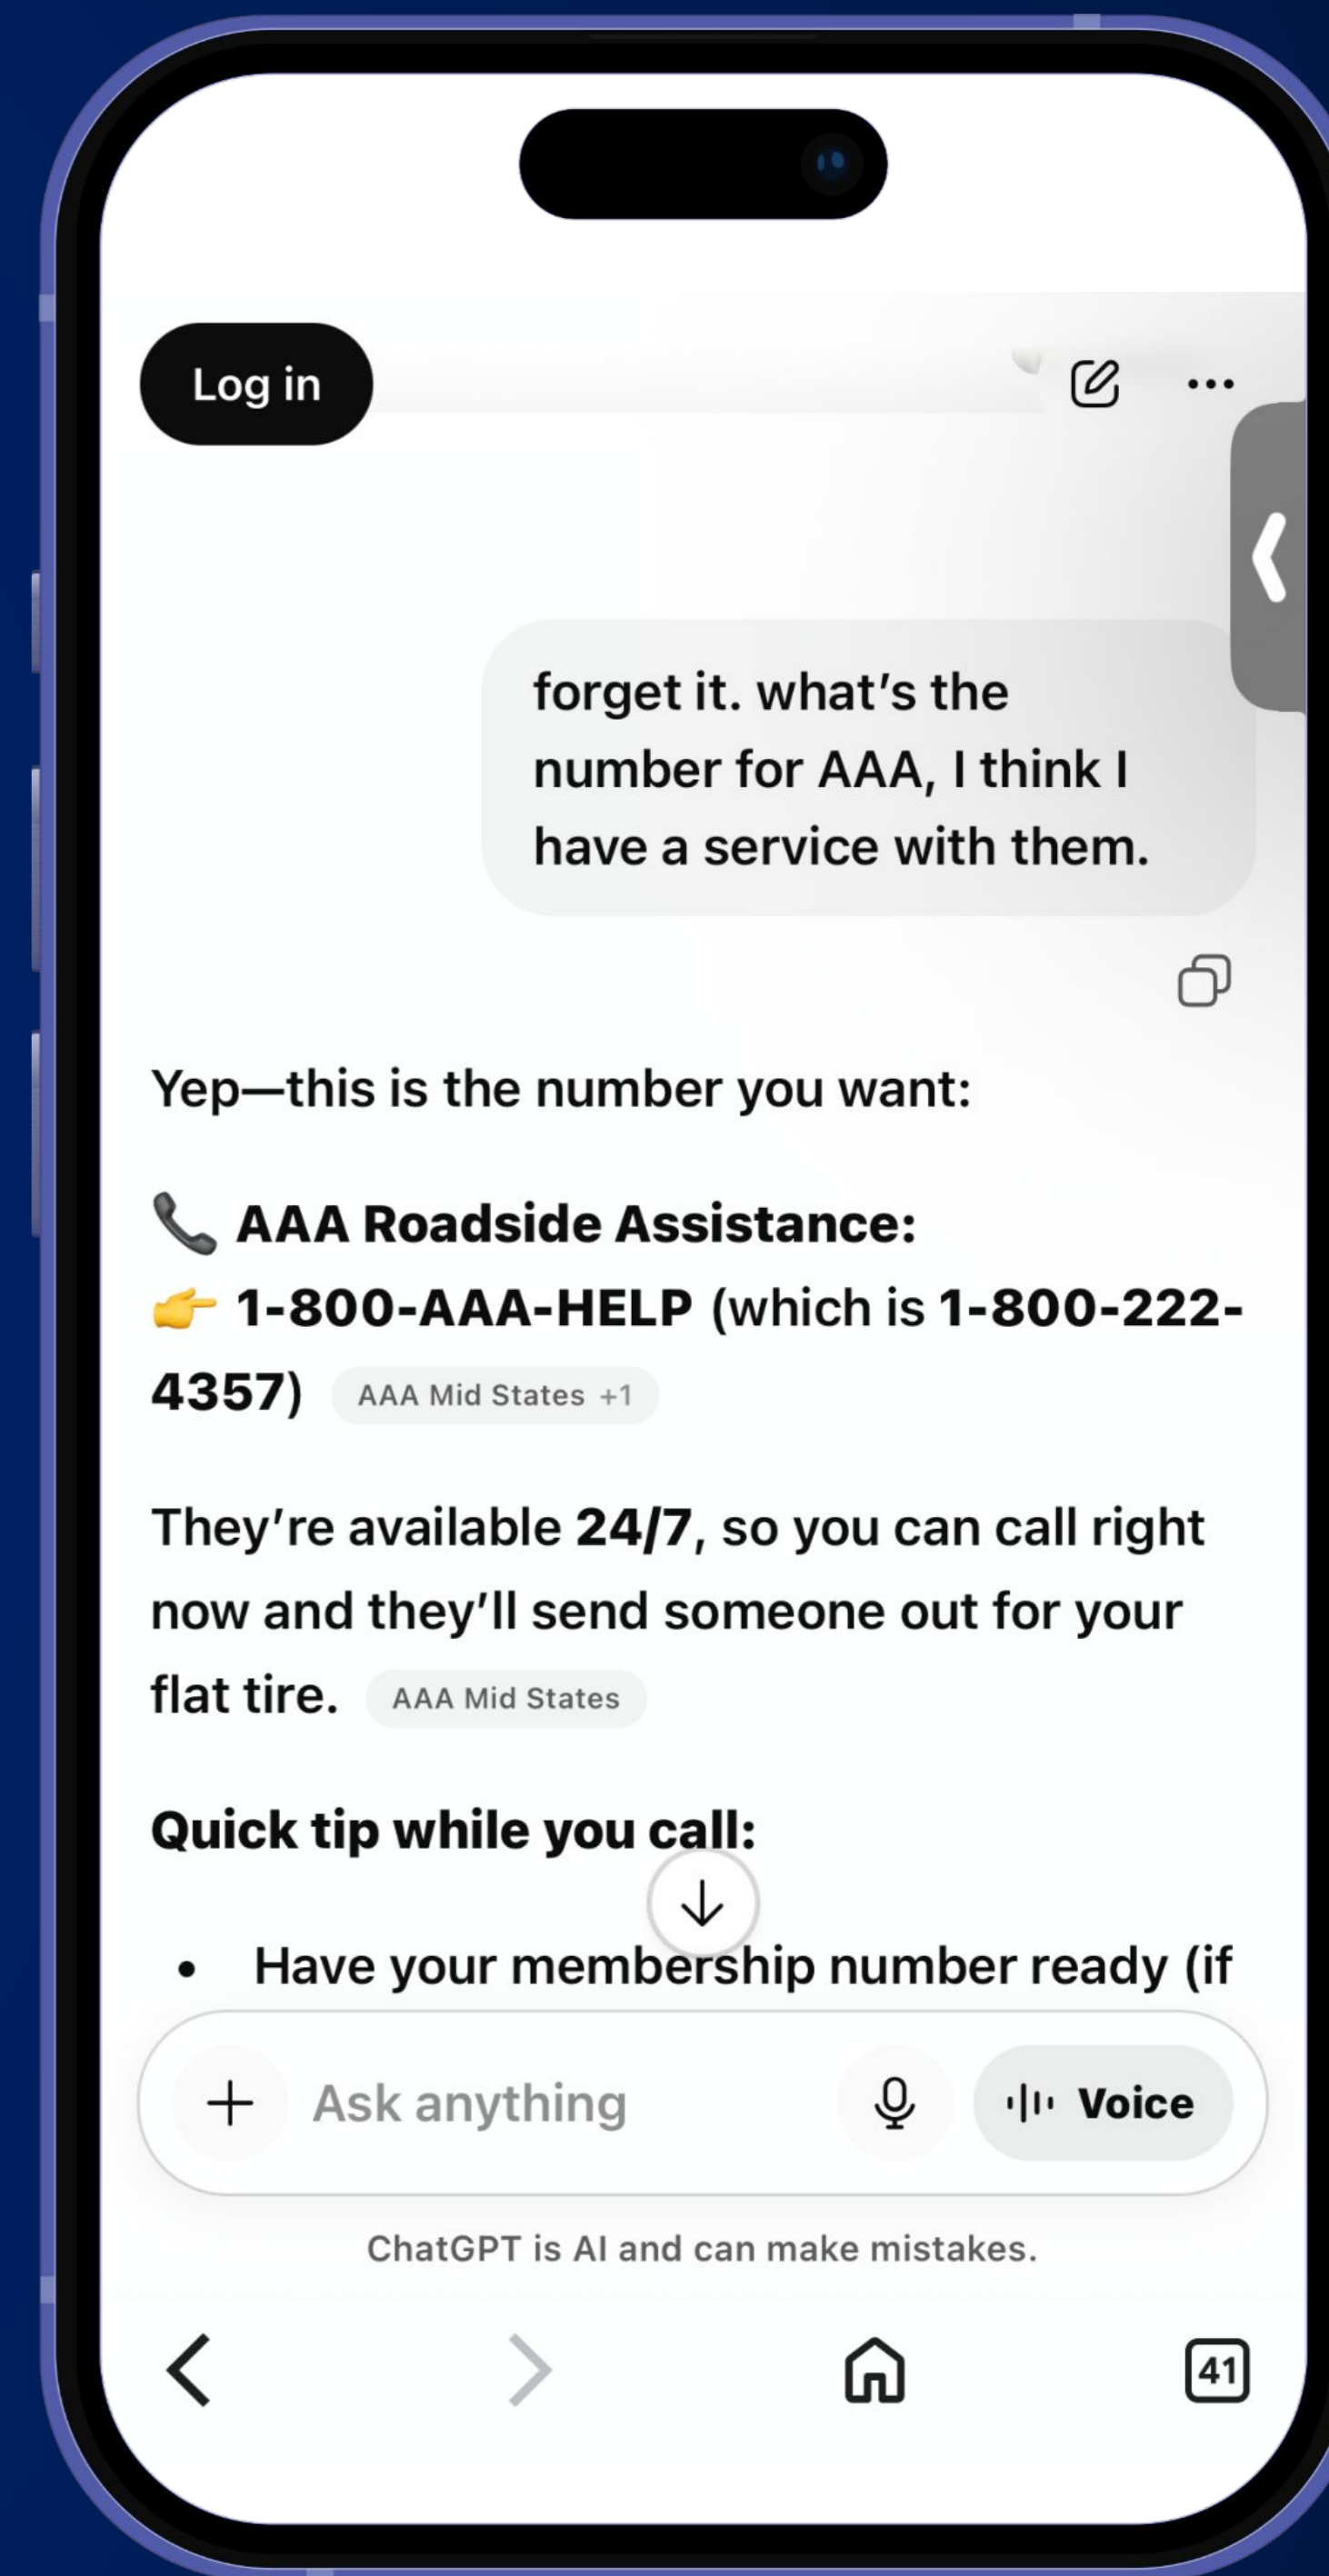 Log in
forget it. what’s the
number for AAA, I think I
have a service with them.
Yep—this is the number you want:
📞 AAA Roadside Assistance:
👉 1-800-AAA-HELP (which is 1-800-222-
4357) AAA Mid States +1
They’re available 24/7, so you can call right
now and they’ll send someone out for your
flat tire. AAA Mid States
Quick tip while you call:
• Have your membership number ready (if
Ask anything
Voice
ChatGPT is AI and can make mistakes.
41